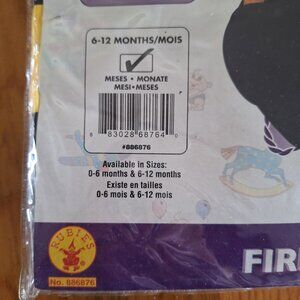 6-12 MONTHS/MOIS
MESES • MONATE
MESI • MESES
8 83028 68764 0
#886876
Available in Sizes:
0-6 months & 6-12 months
Existe en tailles
0-6 mois & 6-12 mois
RUBIE'S
No. 886876
FIR